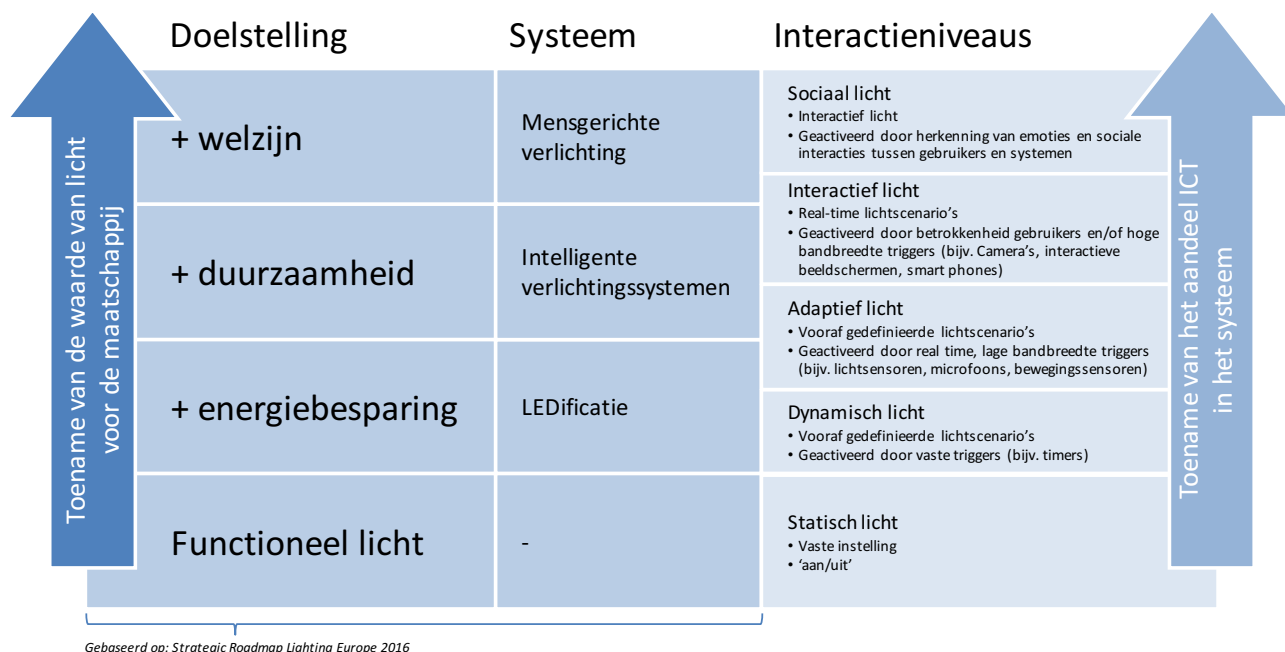 Doelstelling
Systeem
Interactieniveaus
Toename van de waarde van licht
voor de maatschappij
+ welzijn
Mensgerichte
verlichting
Sociaal licht
• Interactief licht
• Geactiveerd door herkenning van emoties en sociale
interacties tussen gebruikers en systemen
+ duurzaamheid
Intelligente
verlichtingssystemen
Interactief licht
• Real-time lichtscenario's
• Geactiveerd door betrokkenheid gebruikers en/of hoge
bandbreedte triggers (bijv. Camera's, interactieve
beeldschermen, smart phones)
Adaptief licht
• Vooraf gedefinieerde lichtscenario's
• Geactiveerd door real time, lage bandbreedte triggers
(bijv. lichtsensoren, microfoons, bewegingssensoren)
+ energiebesparing
LEDificatie
Dynamisch licht
• Vooraf gedefinieerde lichtscenario's
• Geactiveerd door vaste triggers (bijv. timers)
Functioneel licht
-
Statisch licht
• Vaste instelling
• 'aan/uit'
Toename van het aandeel ICT
in het systeem
Gebaseerd op: Strategic Roadmap Lighting Europe 2016